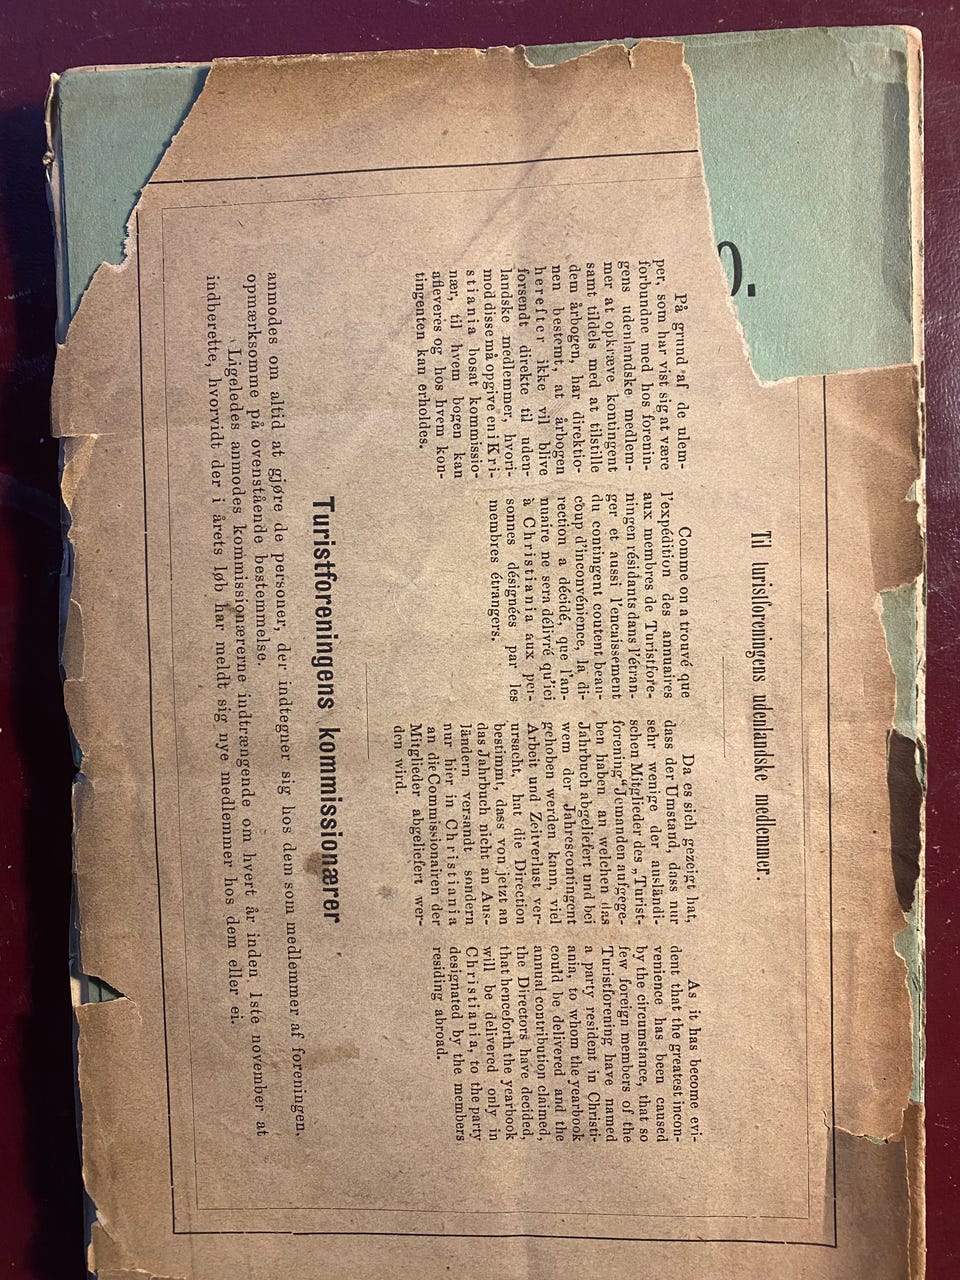 Til turistforeningens udenlandske medlemmer.
På grund af de ulem-
per, som har vist sig at være
forbundne med hos forenin-
gens udenlandske medlem-
mer at opkræve kontingent
samt tildels med at tilstille
dem årbogen, har direktio-
nen bestemt, at årbogen
herefter ikke vil blive
forsendt direkte til uden-
landske medlemmer, hvori-
mod disse må opgive en i Kri-
stiania bosat kommissio-
nær, til hvem bogen kan
afleveres og hos hvem kon-
tingenten kan erholdes.
Comme on a trouvé que
l'expédition des annuaires
aux membres de Turistfore-
ningen résidants dans l'étran-
ger et aussi l'encaissement
du contingent coutent beau-
coup d'inconvénience, la di-
rection a décidé, que l'an-
nuaire ne sera délivré qu'ici
à Christiania aux per-
sonnes désignées par les
membres étrangers.
Da es sich gezeigt hat,
dass der Umstand, dass nur
sehr wenige der ausländi-
schen Mitglieder des „Turist-
forening" Jemanden aufgege-
ben haben, an welchen das
Jahrbuch abgeliefert und bei
wem der Jahrescontingent
gehoben werden kann, viel
Arbeit und Zeitverlust ver-
ursacht, hat die Direction
bestimmt, dass von jetzt an
das Jahrbuch nicht an Aus-
ländern versandt, sondern
nur hier in Christiania
an die Commissionairen der
Mitglieder abgeliefert wer-
den wird.
As it has become evi-
dent that the greatest incon-
venience has been caused
by the circumstance, that so
few foreign members of the
Turistforening have named
a party resident in Christi-
ania, to whom the yearbook
could be delivered and the
annual contribution claimed,
the Directors have decided,
that henceforth the yearbook
will be delivered only in
Christiania, to the party
designated by the members
residing abroad.
Turistforeningens kommissionærer
anmodes om altid at gjøre de personer, der indtegner sig hos dem som medlemmer af foreningen,
opmærksomme på ovenstående bestemmelse.
Ligeledes anmodes kommissionærerne indtrængende om hvert år inden 1ste november at
indberette, hvorvidt der i årets løb har meldt sig nye medlemmer hos dem eller ei.